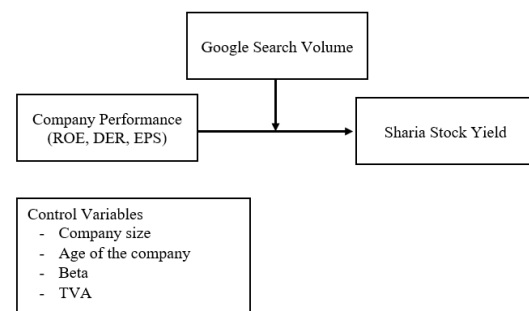 Google Search Volume
Company Performance
(ROE, DER, EPS)
Sharia Stock Yield
Control Variables
- Company size
- Age of the company
- Beta
- TVA